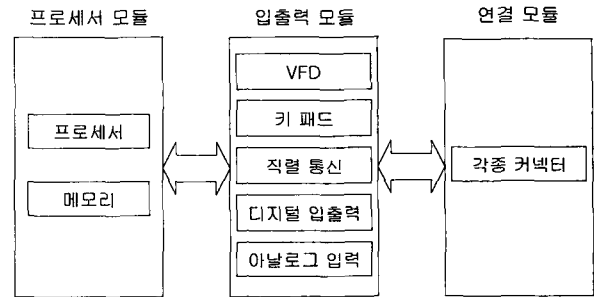 프로세서 모듈
입출력 모듈
연결 모듈
프로세서
메모리
VFD
키 패드
직렬 통신
디지털 입출력
아날로그 입력
각종 커넥터